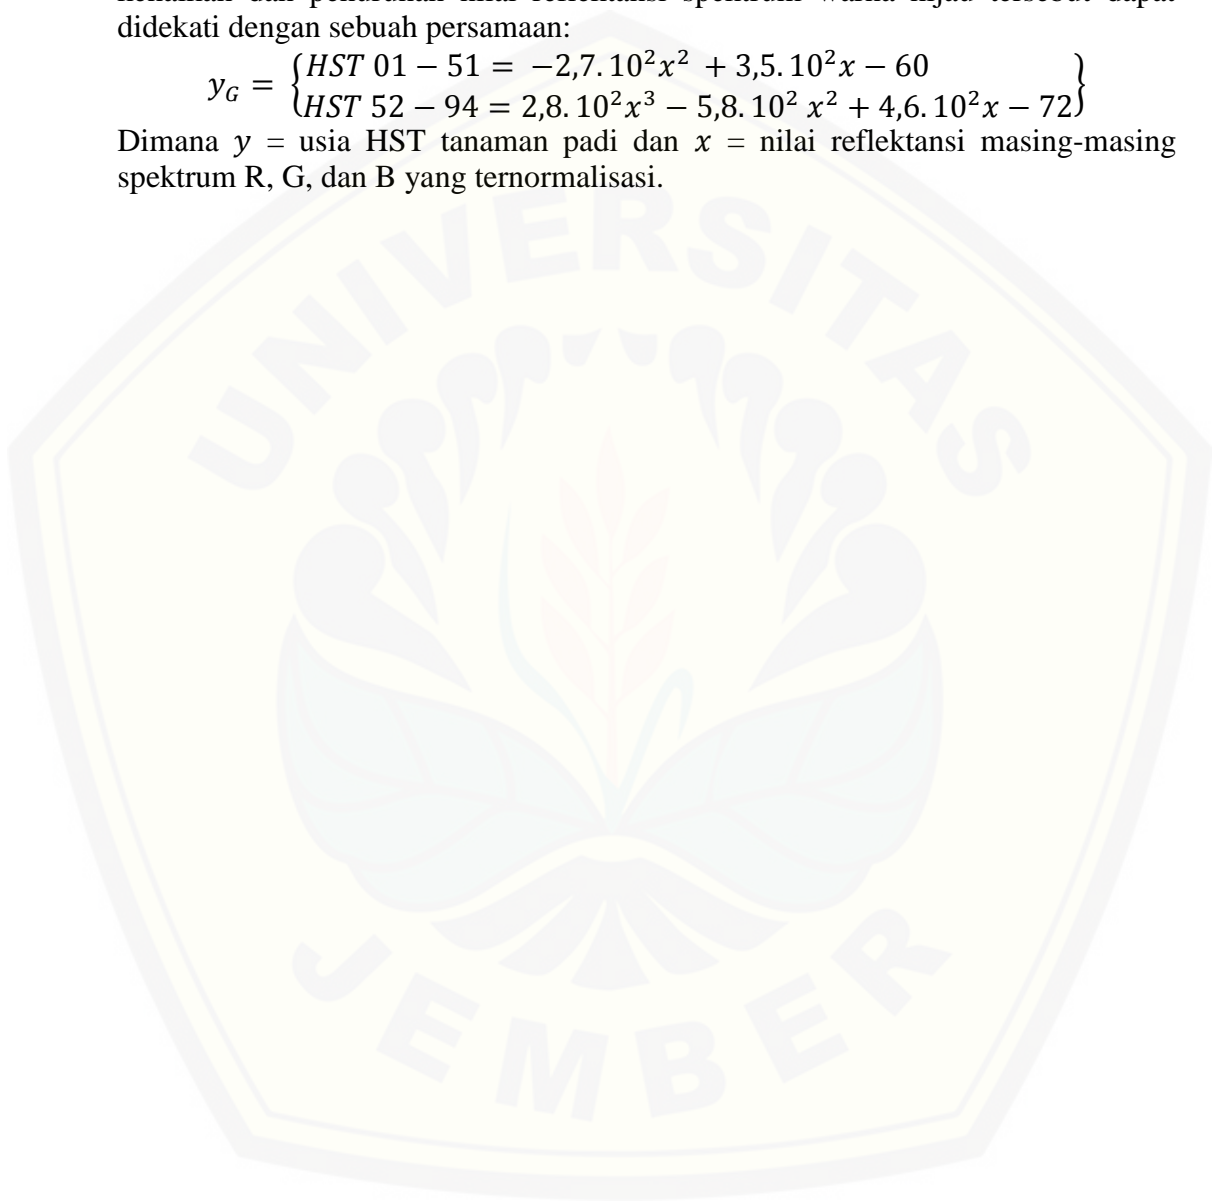 didekati dengan sebuah persamaan:
y_G = {HST 01 − 51 = −2,7. 10²x² + 3,5. 10²x − 60
HST 52 − 94 = 2,8. 10²x³ − 5,8. 10² x² + 4,6. 10²x − 72}
Dimana y = usia HST tanaman padi dan x = nilai reflektansi masing-masing
spektrum R, G, dan B yang ternormalisasi.
UNIVERSITAS
JEMBER